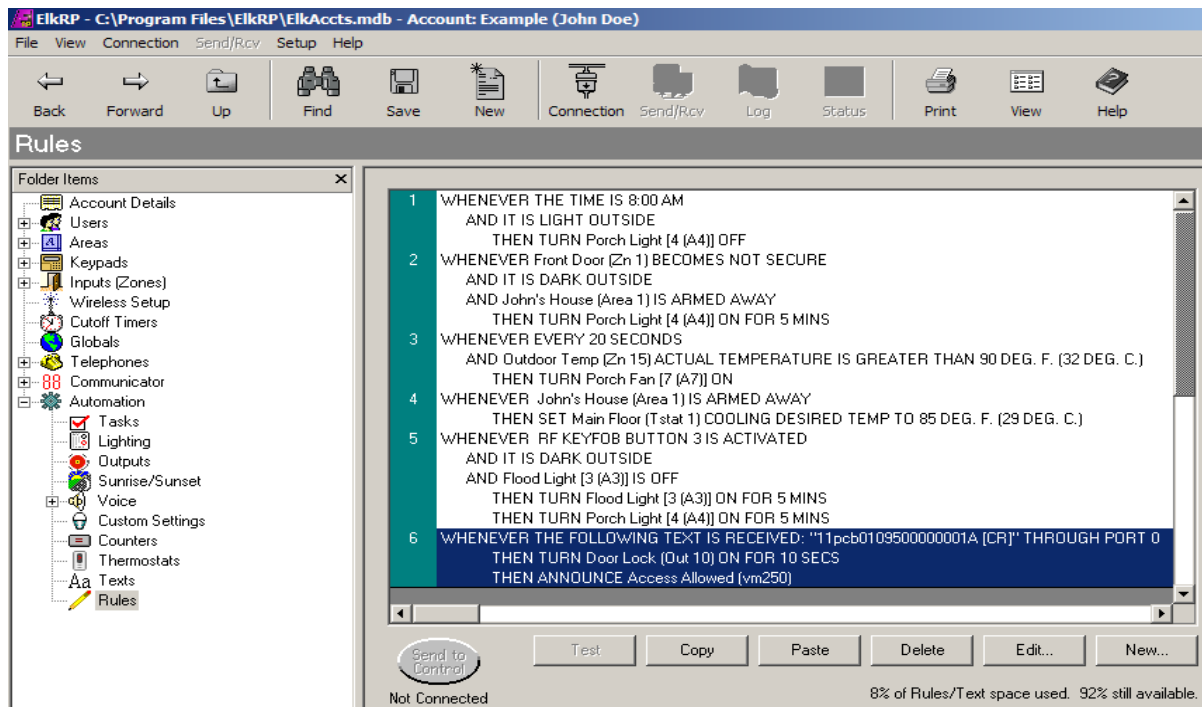 ElkRP - C:\Program Files\ElkRP\ElkAccts.mdb - Account: Example (John Doe)
File View Connection Send/Rcv Setup Help
Back Forward Up Find Save New Connection Send/Rcv Log Status Print View Help
Rules
Folder Items
Account Details
Users
Areas
Keypads
Inputs (Zones)
Wireless Setup
Cutoff Timers
Globals
Telephones
88 Communicator
Automation
Tasks
Lighting
Outputs
Sunrise/Sunset
Voice
Custom Settings
Counters
Thermostats
Aa Texts
Rules
1 WHENEVER THE TIME IS 8:00 AM
AND IT IS LIGHT OUTSIDE
THEN TURN Porch Light [4 (A4)] OFF
2 WHENEVER Front Door (Zn 1) BECOMES NOT SECURE
AND IT IS DARK OUTSIDE
AND John's House (Area 1) IS ARMED AWAY
THEN TURN Porch Light [4 (A4)] ON FOR 5 MINS
3 WHENEVER EVERY 20 SECONDS
AND Outdoor Temp (Zn 15) ACTUAL TEMPERATURE IS GREATER THAN 90 DEG. F. (32 DEG. C.)
THEN TURN Porch Fan [7 (A7)] ON
4 WHENEVER John's House (Area 1) IS ARMED AWAY
THEN SET Main Floor (Tstat 1) COOLING DESIRED TEMP TO 85 DEG. F. (29 DEG. C.)
5 WHENEVER RF KEYFOB BUTTON 3 IS ACTIVATED
AND IT IS DARK OUTSIDE
AND Flood Light [3 (A3)] IS OFF
THEN TURN Flood Light [3 (A3)] ON FOR 5 MINS
THEN TURN Porch Light [4 (A4)] ON FOR 5 MINS
6 WHENEVER THE FOLLOWING TEXT IS RECEIVED: "11pcb0109500000001A [CR]" THROUGH PORT 0
THEN TURN Door Lock (Out 10) ON FOR 10 SECS
THEN ANNOUNCE Access Allowed (vm250)
Send to Control
Test Copy Paste Delete Edit... New...
Not Connected
8% of Rules/Text space used. 92% still available.